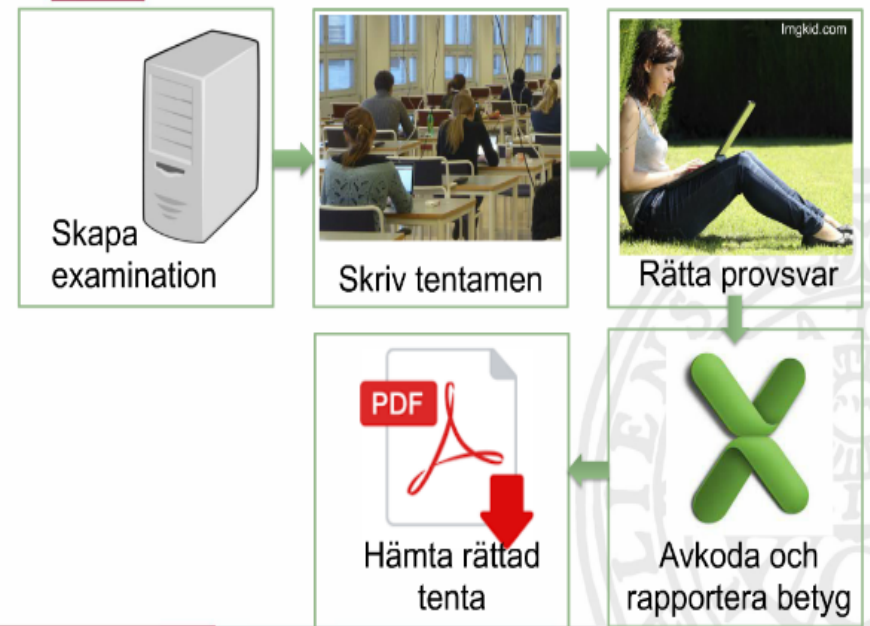 Skapa
examination
Skriv tentamen
Imgkid.com
Rätta provsvar
Avkoda och
rapportera betyg
PDF
Hämta rättad
tenta